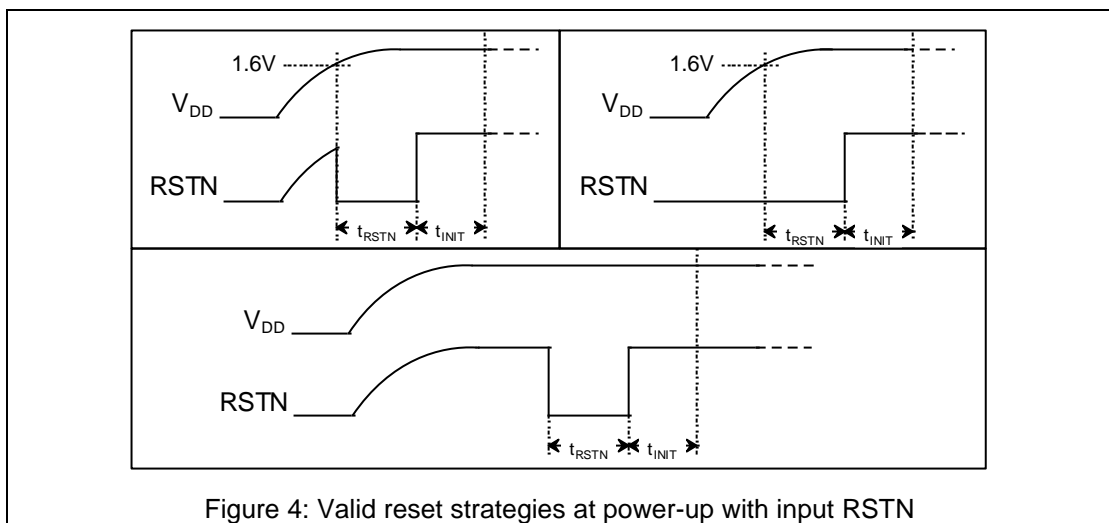 1.6V
V_DD
RSTN
t_RSTN t_INIT
1.6V
V_DD
RSTN
t_RSTN t_INIT
V_DD
RSTN
t_RSTN t_INIT
Figure 4: Valid reset strategies at power-up with input RSTN